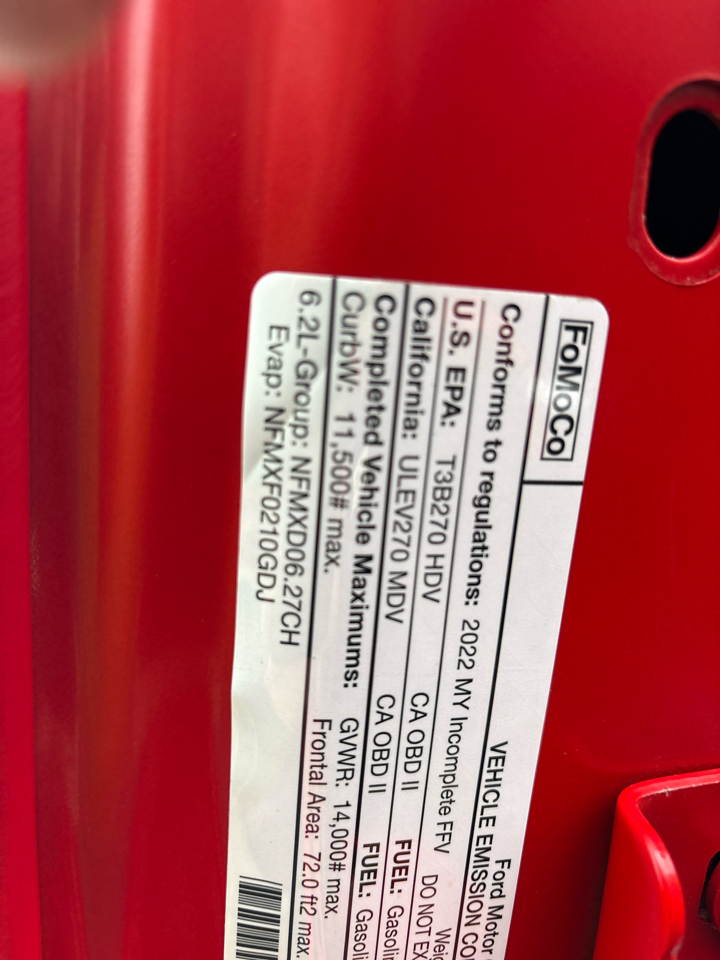 FoMoCo
Ford Motor
VEHICLE EMISSION
Conforms to regulations: 2022 MY Incomplete FFV DO NOT
U.S. EPA: T3B270 HDV CA OBD II FUEL:
California: ULEV270 MDV CA OBD II FUEL:
Completed Vehicle Maximums: GVWR: 14,000# max.
CurbW: 11,500# max. Frontal Area: 72.0 ft2 max.
6.2L-Group: NFMXD06.27CH
Evap: NFMXF0210GDJ